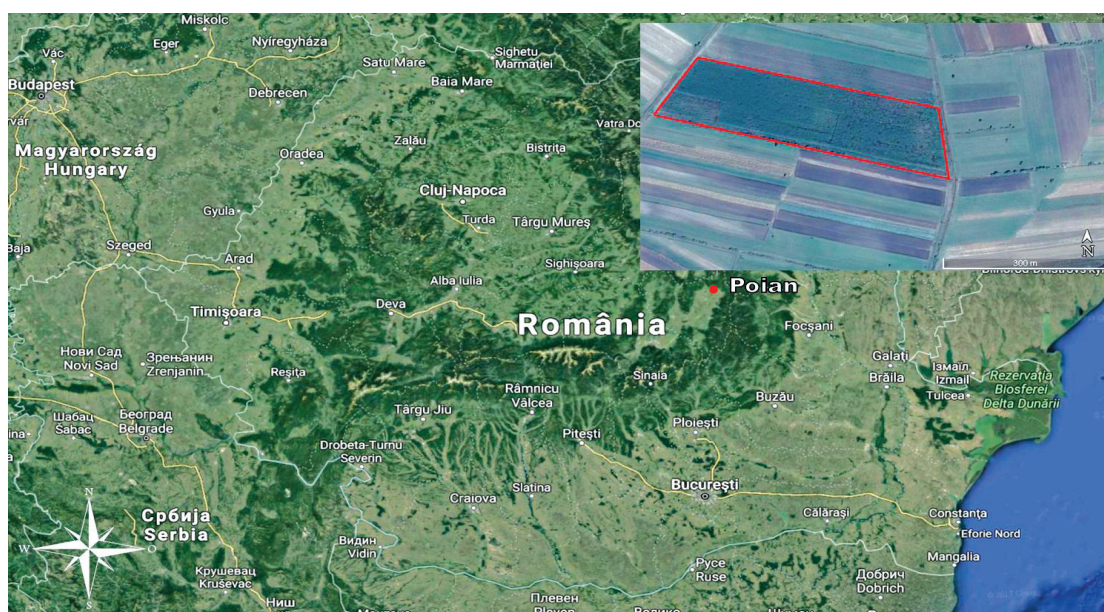 Miskolc
Eger
Nyíregyháza
Vác
Sighetu
Marmației
Satu Mare
Baia Mare
Budapest
Debrecen
Vatra Do
Zalău
Bistrița
Oradea
Magyarország
Hungary
Cluj-Napoca
Gyula
Turda
Târgu Mureș
Baja
Szeged
Arad
Sighișoara
300 m
N
Alba Iulia
Poian
Deva
Timișoara
România
Focșani
Нови Сад
Novi Sad
Зрењанин
Zrenjanin
Reșița
Sinaia
Galați
Brăila
Ізмаїл
Izmail
Tulcea
Rezervația
Biosferei
Delta Dunării
Râmnicu
Vâlcea
Buzău
Шабац
Šabac
Београд
Belgrade
Târgu Jiu
Ploiești
Pitești
Drobeta-Turnu
Severin
București
Slatina
Craiova
Călărași
Constanța
Eforie Nord
N
W
O
S
Србија
Serbia
Видин
Vidin
Mangalia
Русе
Ruse
Крушевац
Kruševac
Добрич
Dobrich
Ниш
Плевен